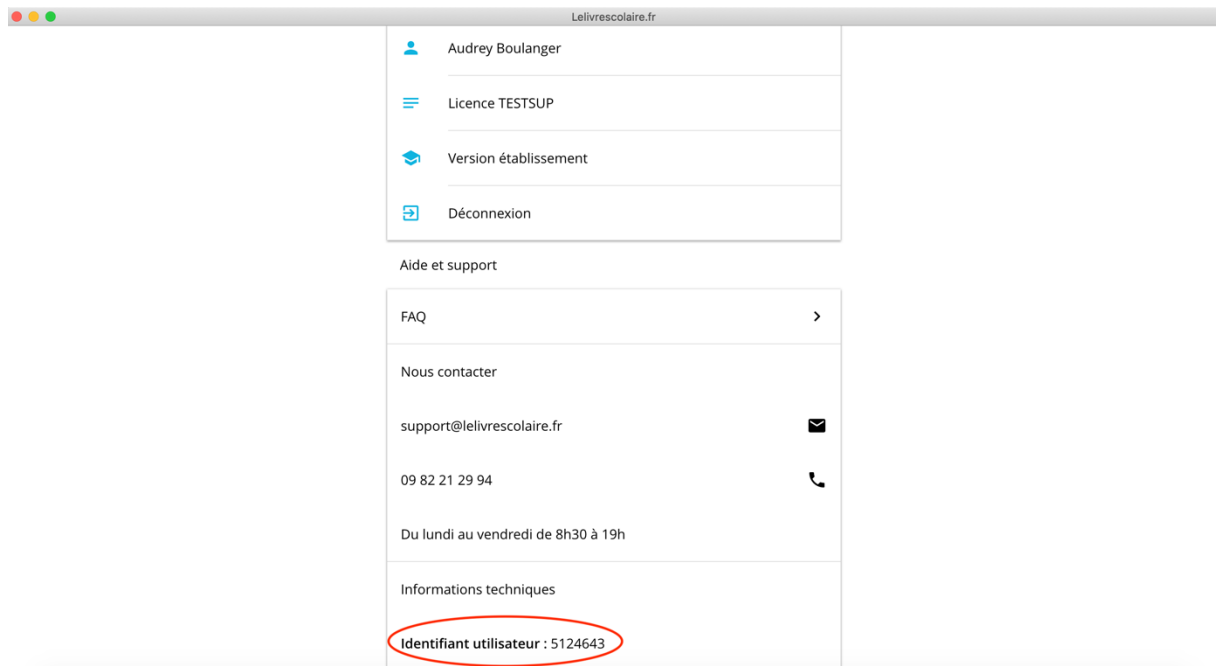 Lelivrescolaire.fr
Audrey Boulanger
Licence TESTSUP
Version établissement
Déconnexion
Aide et support
FAQ
Nous contacter
support@lelivrescolaire.fr
09 82 21 29 94
Du lundi au vendredi de 8h30 à 19h
Informations techniques
Identifiant utilisateur : 5124643